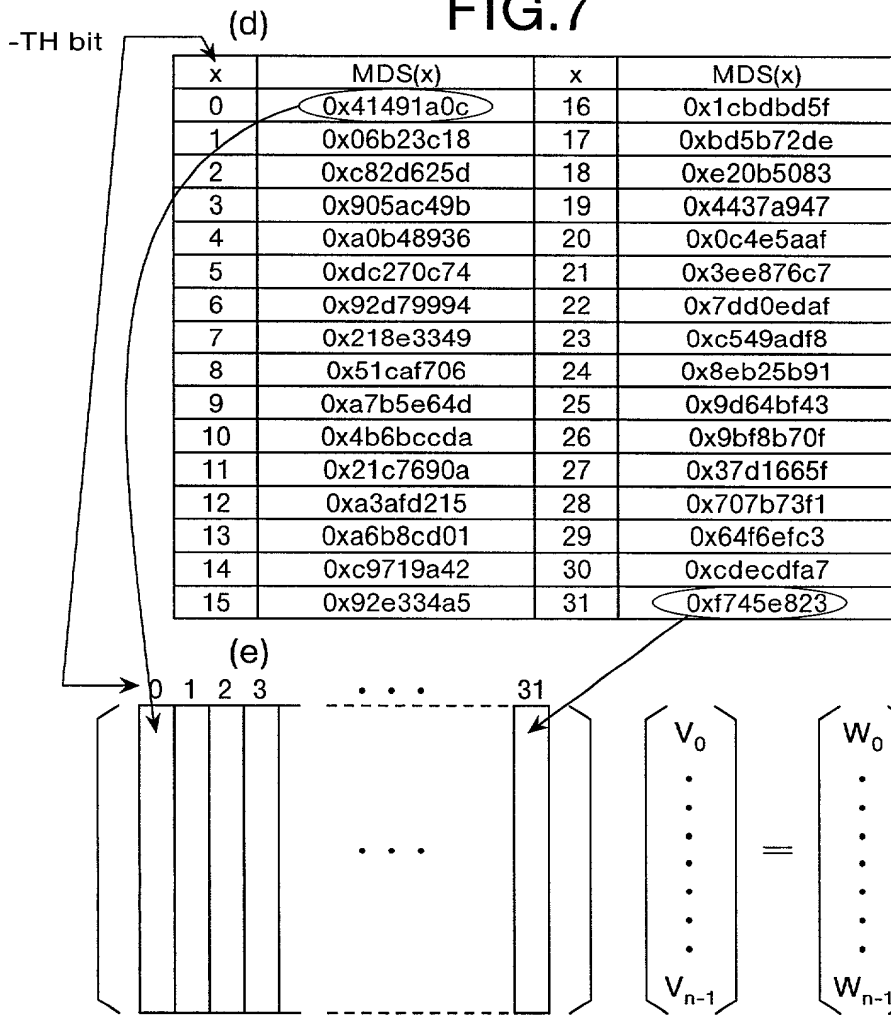 FIG.7
(d)
-TH bit
x MDS(x) x MDS(x)
0 0x41491a0c 16 0x1cbdbd5f
1 0x06b23c18 17 0xbd5b72de
2 0xc82d625d 18 0xe20b5083
3 0x905ac49b 19 0x4437a947
4 0xa0b48936 20 0x0c4e5aaf
5 0xdc270c74 21 0x3ee876c7
6 0x92d79994 22 0x7dd0edaf
7 0x218e3349 23 0xc549adf8
8 0x51caf706 24 0x8eb25b91
9 0xa7b5e64d 25 0x9d64bf43
10 0x4b6bccda 26 0x9bf8b70f
11 0x21c7690a 27 0x37d1665f
12 0xa3afd215 28 0x707b73f1
13 0xa6b8cd01 29 0x64f6efc3
14 0xc9719a42 30 0xcdecdfa7
15 0x92e334a5 31 0xf745e823
(e)
0 1 2 3 • • • 31
V0 W0
• • • =
Vn-1 Wn-1